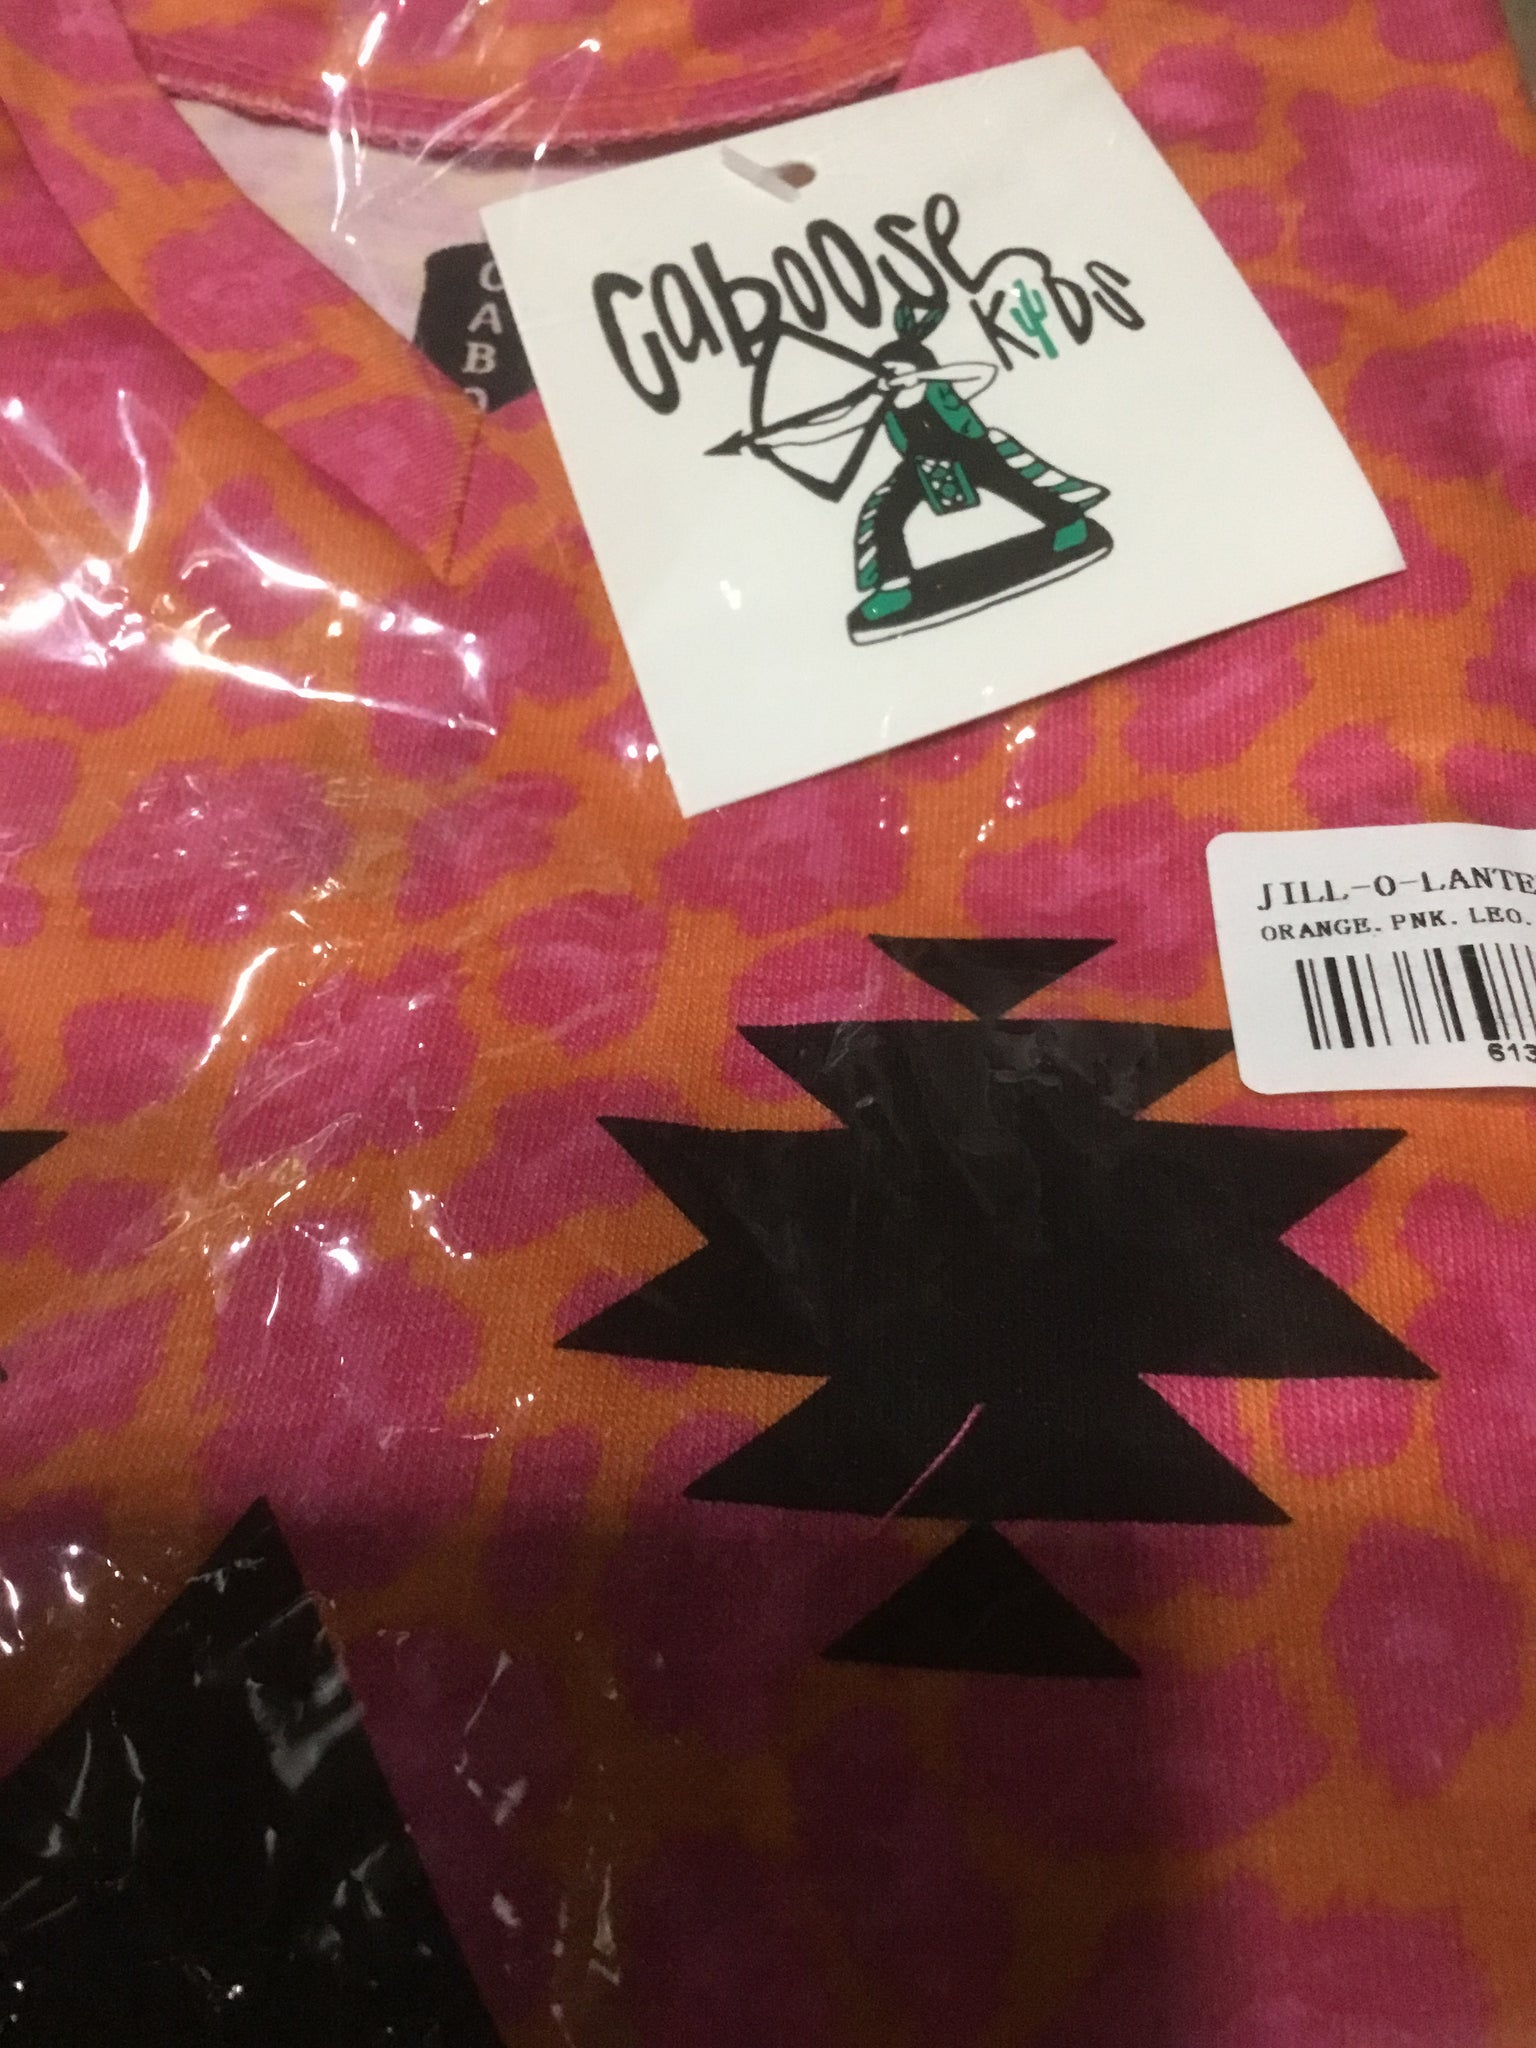 Caboose
KiDS
CABO
JILL-O-LANTE
ORANGE. PNK. LEO.
613